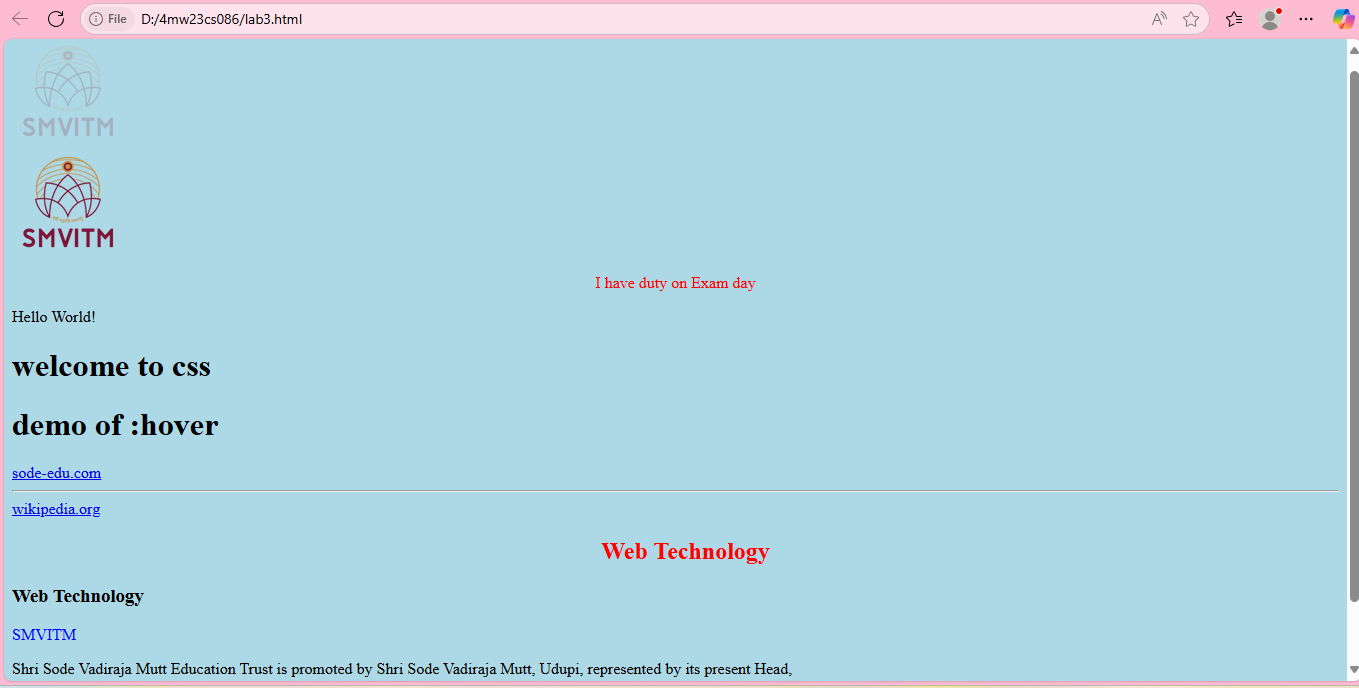 File D:/4mw23cs086/lab3.html
SMVITM
SMVITM
I have duty on Exam day
Hello World!
welcome to css
demo of :hover
sode-edu.com
wikipedia.org
Web Technology
Web Technology
SMVITM
Shri Sode Vadiraja Mutt Education Trust is promoted by Shri Sode Vadiraja Mutt, Udupi, represented by its present Head,